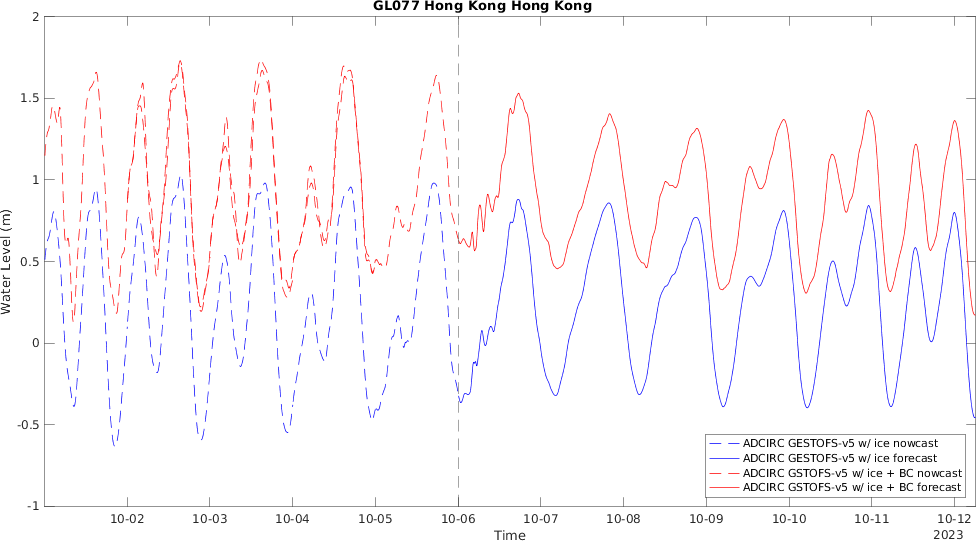 GL077 Hong Kong Hong Kong
Water Level (m)
2
1.5
1
0.5
0
-0.5
-1
ADCIRC GESTOFS-v5 w/ ice nowcast
ADCIRC GESTOFS-v5 w/ ice forecast
ADCIRC GSTOFS-v5 w/ ice + BC nowcast
ADCIRC GSTOFS-v5 w/ ice + BC forecast
10-02 10-03 10-04 10-05 10-06 10-07 10-08 10-09 10-10 10-11 10-12
Time
2023